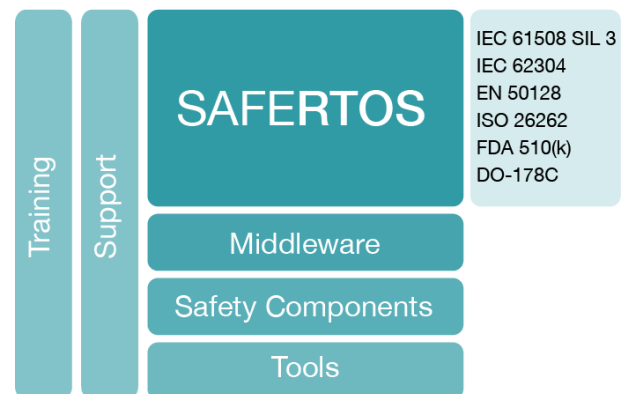 Training
Support
SAFERTOS
Middleware
Safety Components
Tools
IEC 61508 SIL 3
IEC 62304
EN 50128
ISO 26262
FDA 510(k)
DO-178C